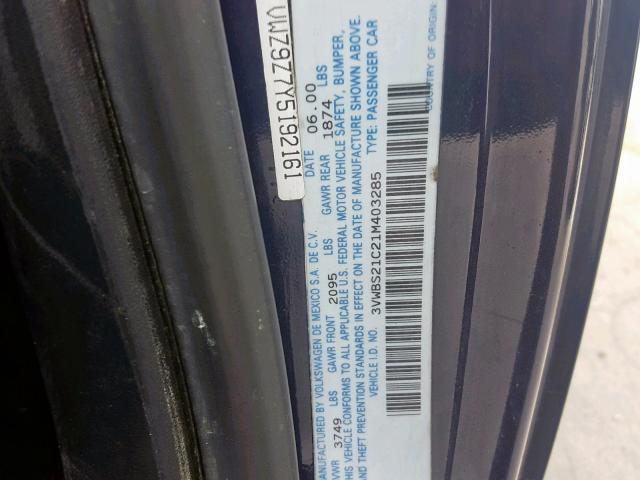 VWZ9Z7Y5192161
MANUFACTURED BY VOLKSWAGEN DE MEXICO S.A. DE C.V. DATE 06.00
GVWR 3749 LBS GAWR FRONT 2095 LBS GAWR REAR 1874 LBS
THIS VEHICLE CONFORMS TO ALL APPLICABLE U.S. FEDERAL MOTOR VEHICLE SAFETY, BUMPER,
AND THEFT PREVENTION STANDARDS IN EFFECT ON THE DATE OF MANUFACTURE SHOWN ABOVE.
VEHICLE I.D. NO. 3VWBS21C21M403285 TYPE: PASSENGER CAR
COUNTRY OF ORIGIN: